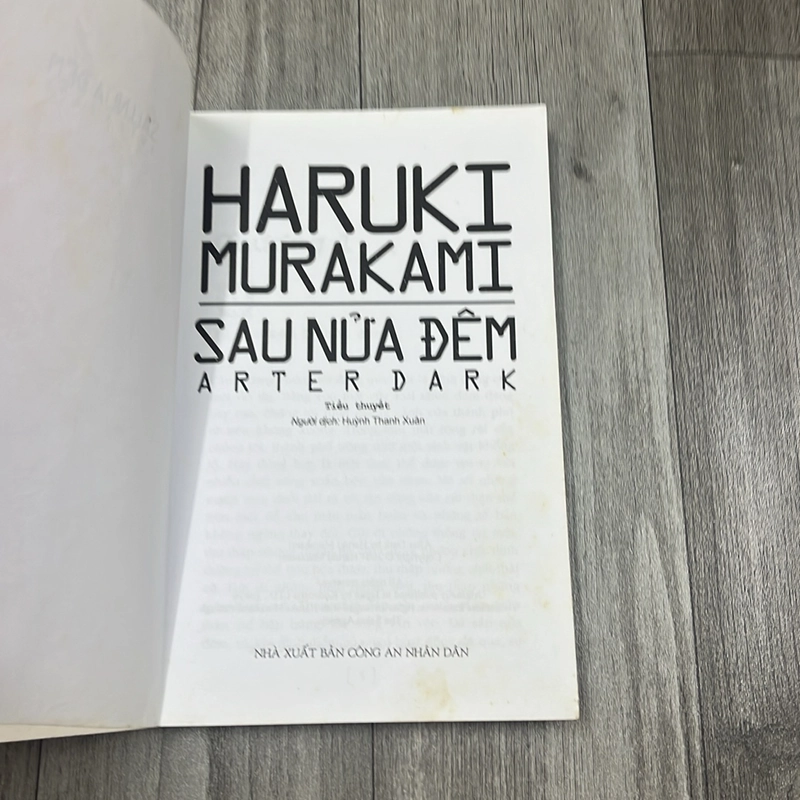 HARUKI
MURAKAMI
SAU NỬA ĐÊM
ARTER DARK
Tiểu thuyết
Người dịch: Huỳnh Thanh Xuân
NHÀ XUẤT BẢN CÔNG AN NHÂN DÂN